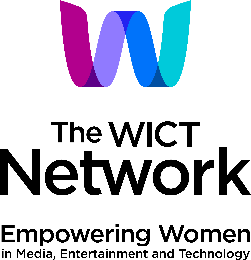 The WICT
Network
Empowering Women
in Media, Entertainment and Technology